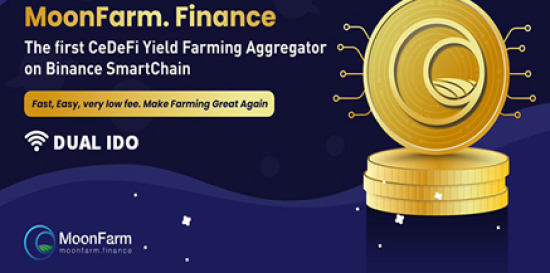 MoonFarm. Finance
The first CeDeFi Yield Farming Aggregator
on Binance SmartChain
Fast, Easy, very low fee. Make Farming Great Again
DUAL IDO
MoonFarm
moonfarm.finance